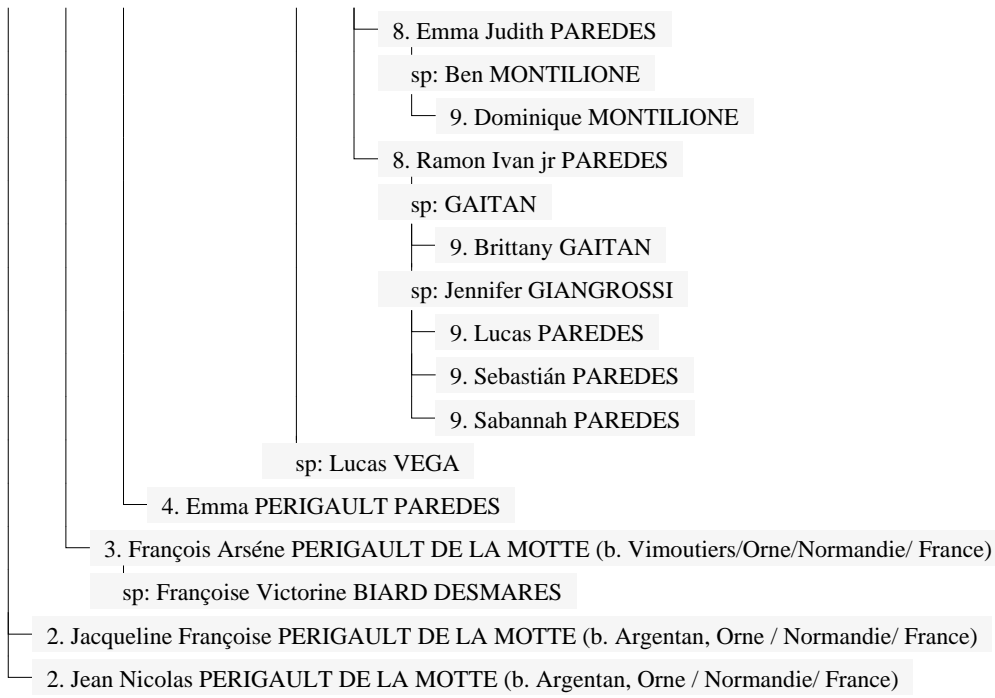 8. Emma Judith PAREDES
sp: Ben MONTILIONE
9. Dominique MONTILIONE
8. Ramon Ivan jr PAREDES
sp: GAITAN
9. Brittany GAITAN
sp: Jennifer GIANGROSSI
9. Lucas PAREDES
9. Sebastián PAREDES
9. Sabannah PAREDES
sp: Lucas VEGA
4. Emma PERIGAULT PAREDES
3. François Arséne PERIGAULT DE LA MOTTE (b. Vimoutiers/Orne/Normandie/ France)
sp: Françoise Victorine BIARD DESMARES
2. Jacqueline Françoise PERIGAULT DE LA MOTTE (b. Argentan, Orne / Normandie/ France)
2. Jean Nicolas PERIGAULT DE LA MOTTE (b. Argentan, Orne / Normandie/ France)